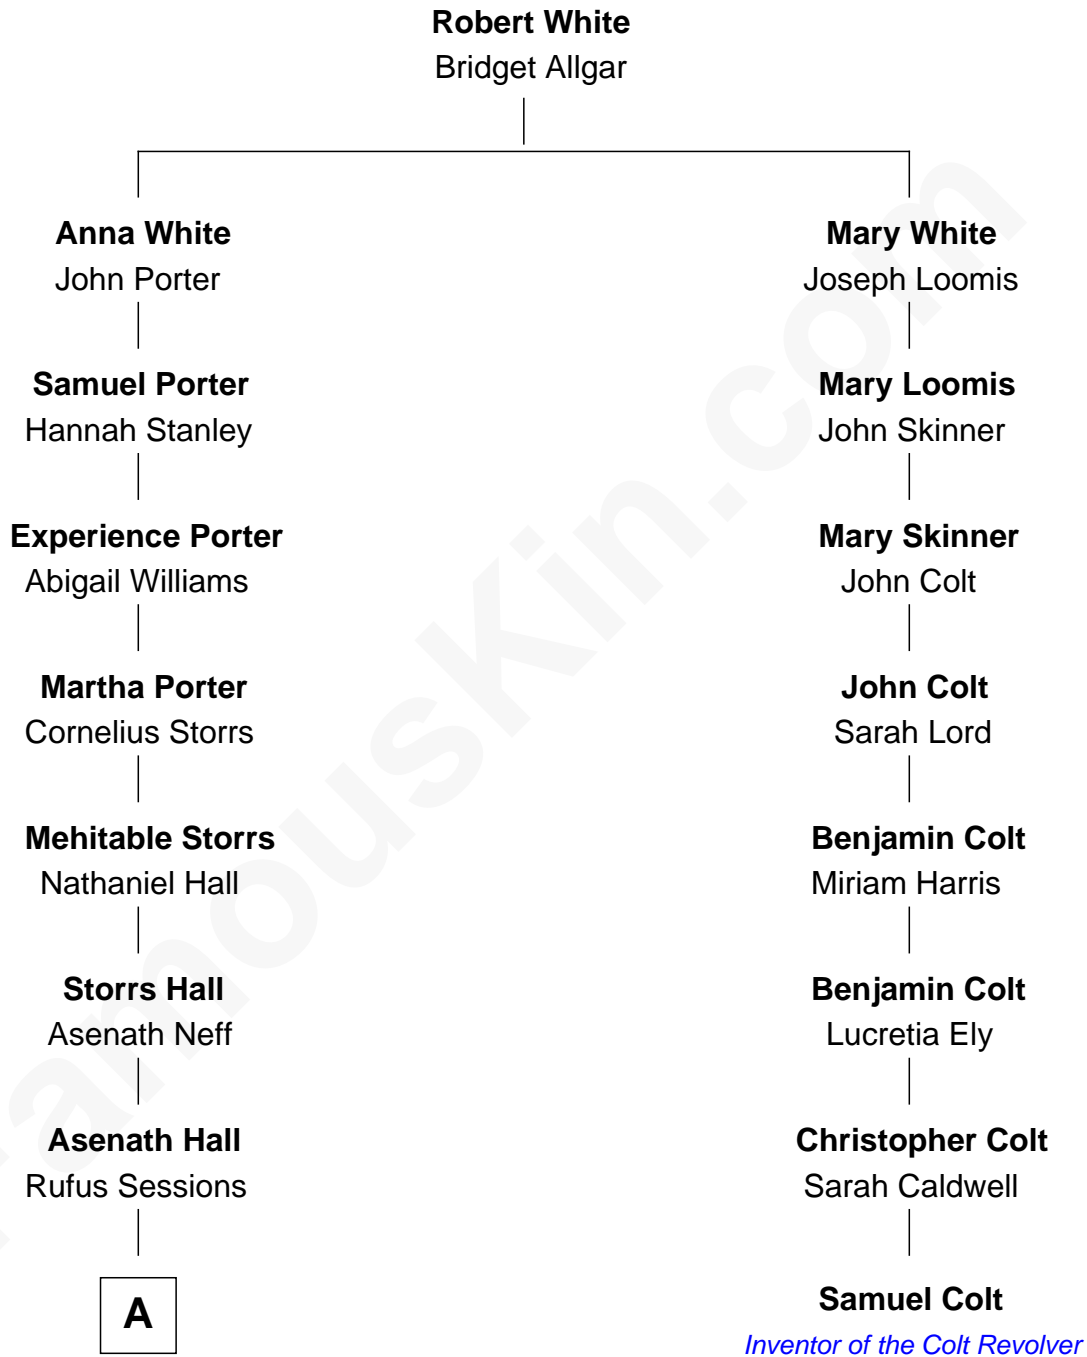 Robert White
Bridget Allgar
Anna White
John Porter
Mary White
Joseph Loomis
Samuel Porter
Hannah Stanley
Mary Loomis
John Skinner
Experience Porter
Abigail Williams
Mary Skinner
John Colt
Martha Porter
Cornelius Storrs
John Colt
Sarah Lord
Mehitable Storrs
Nathaniel Hall
Benjamin Colt
Miriam Harris
Storrs Hall
Asenath Neff
Benjamin Colt
Lucretia Ely
Asenath Hall
Rufus Sessions
Christopher Colt
Sarah Caldwell
A
Samuel Colt
Inventor of the Colt Revolver
FamousKin.com